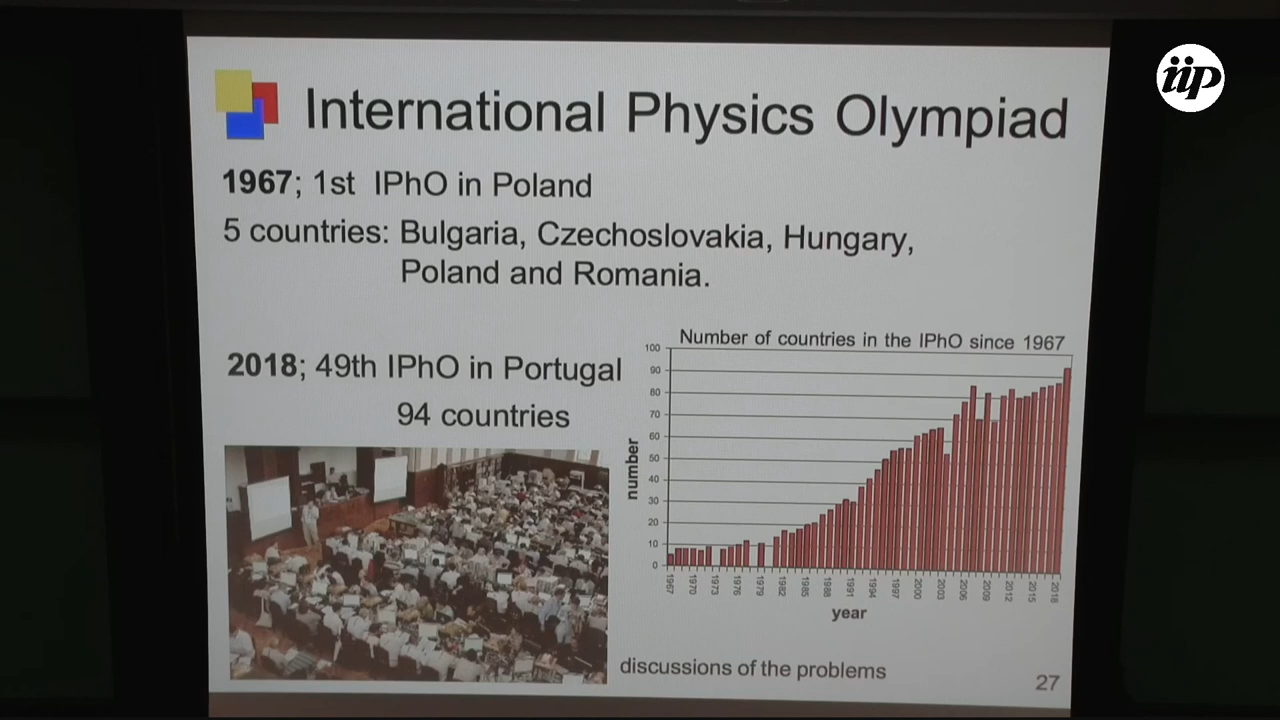 iip
International Physics Olympiad
1967; 1st IPhO in Poland
5 countries: Bulgaria, Czechoslovakia, Hungary,
Poland and Romania.
2018; 49th IPhO in Portugal
94 countries
Number of countries in the IPhO since 1967
100
90
80
70
60
50
40
30
20
10
0
number
1967 1970 1973 1976 1979 1982 1985 1988 1991 1994 1997 2000 2003 2006 2009 2012 2015 2018
year
discussions of the problems
27